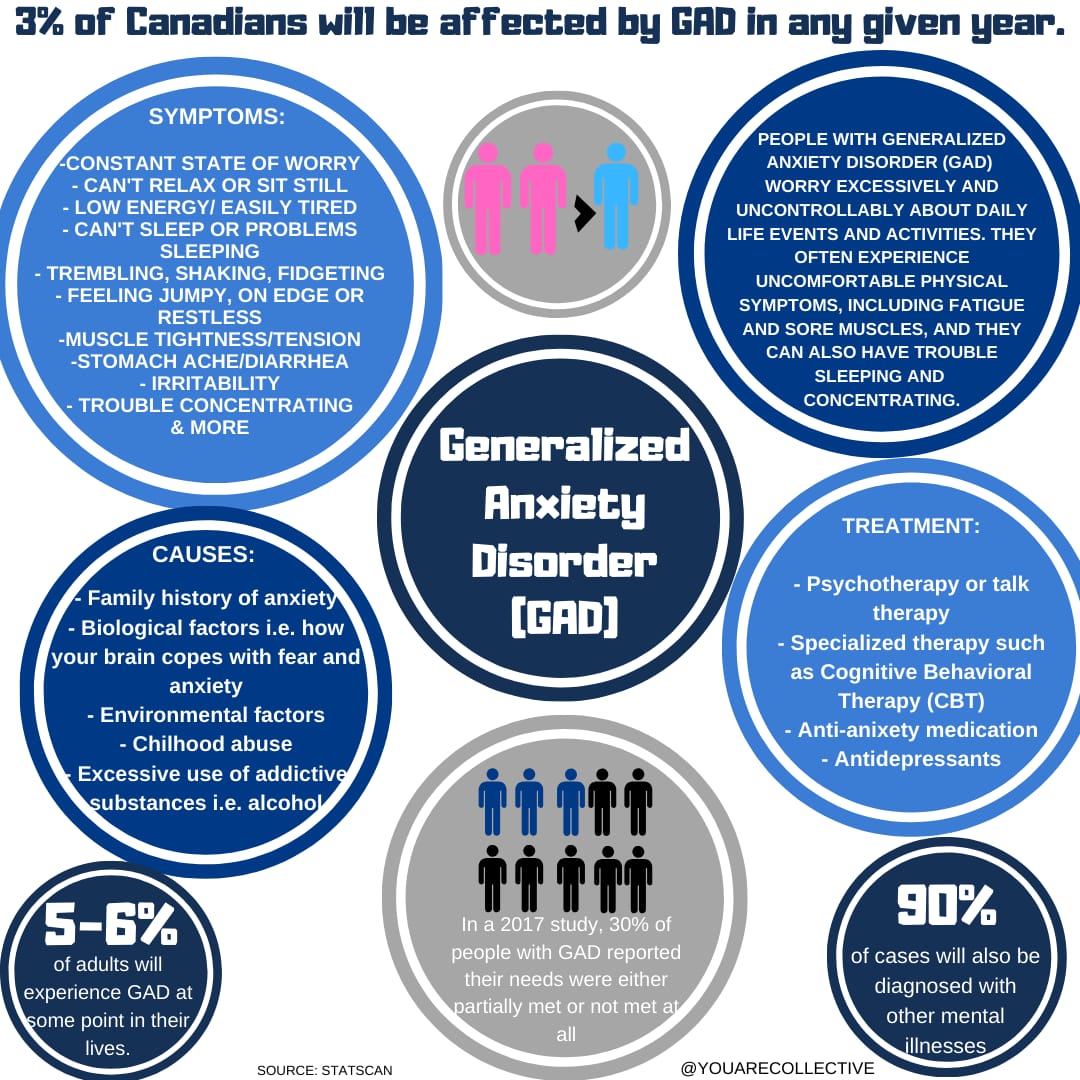 3% of Canadians will be affected by GAD in any given year.
SYMPTOMS:
-CONSTANT STATE OF WORRY
- CAN'T RELAX OR SIT STILL
- LOW ENERGY/ EASILY TIRED
- CAN'T SLEEP OR PROBLEMS
SLEEPING
- TREMBLING, SHAKING, FIDGETING
- FEELING JUMPY, ON EDGE OR
RESTLESS
-MUSCLE TIGHTNESS/TENSION
-STOMACH ACHE/DIARRHEA
- IRRITABILITY
- TROUBLE CONCENTRATING
& MORE
PEOPLE WITH GENERALIZED
ANXIETY DISORDER (GAD)
WORRY EXCESSIVELY AND
UNCONTROLLABLY ABOUT DAILY
LIFE EVENTS AND ACTIVITIES. THEY
OFTEN EXPERIENCE
UNCOMFORTABLE PHYSICAL
SYMPTOMS, INCLUDING FATIGUE
AND SORE MUSCLES, AND THEY
CAN ALSO HAVE TROUBLE
SLEEPING AND
CONCENTRATING.
Generalized
Anxiety
Disorder
[GAD]
CAUSES:
- Family history of anxiety
- Biological factors i.e. how
your brain copes with fear and
anxiety
- Environmental factors
- Chilhood abuse
- Excessive use of addictive
substances i.e. alcohol
TREATMENT:
- Psychotherapy or talk
therapy
- Specialized therapy such
as Cognitive Behavioral
Therapy (CBT)
- Anti-anixety medication
- Antidepressants
5-6%
of adults will
experience GAD at
some point in their
lives.
In a 2017 study, 30% of
people with GAD reported
their needs were either
partially met or not met at
all
90%
of cases will also be
diagnosed with
other mental
illnesses
SOURCE: STATSCAN
@YOUARECOLLECTIVE